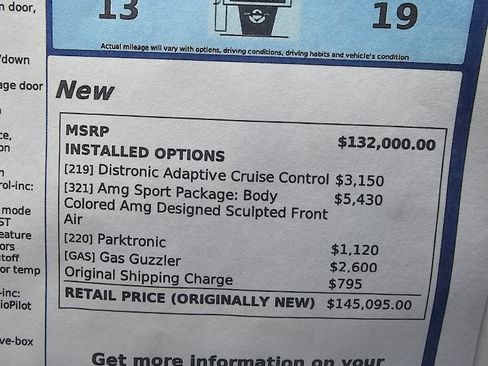 n door,
13
19
Actual mileage will vary with options, driving conditions, driving habits and vehicle's condition
/down
age door
New
MSRP $132,000.00
INSTALLED OPTIONS
[219] Distronic Adaptive Cruise Control $3,150
[321] Amg Sport Package: Body $5,430
Colored Amg Designed Sculpted Front
Air
[220] Parktronic $1,120
[GAS] Gas Guzzler $2,600
Original Shipping Charge $795
RETAIL PRICE (ORIGINALLY NEW) $145,095.00
ce,
on
rol-inc:
mode
ST
eature
ors
utoff
or temp
-inc:
ioPilot
ve-box
Get more information on your